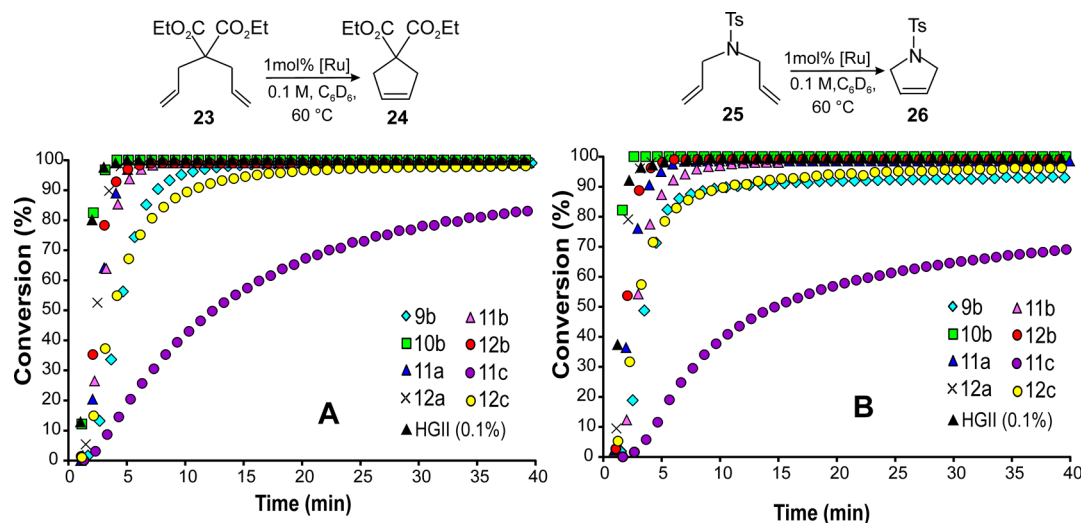 EtO₂C CO₂Et
1mol% [Ru]
0.1 M, C₆D₆,
60 °C
23
EtO₂C CO₂Et
24
Ts
N
1mol% [Ru]
0.1 M,C₆D₆,
60 °C
25
Ts
N
26
Conversion (%)
100
90
80
70
60
50
40
30
20
10
0
0 5 10 15 20 25 30 35 40
Time (min)
9b 11b
10b 12b
11a 11c
12a 12c
HGII (0.1%)
A
Conversion (%)
100
90
80
70
60
50
40
30
20
10
0
0 5 10 15 20 25 30 35 40
Time (min)
9b 11b
10b 12b
11a 11c
12a 12c
HGII (0.1%)
B